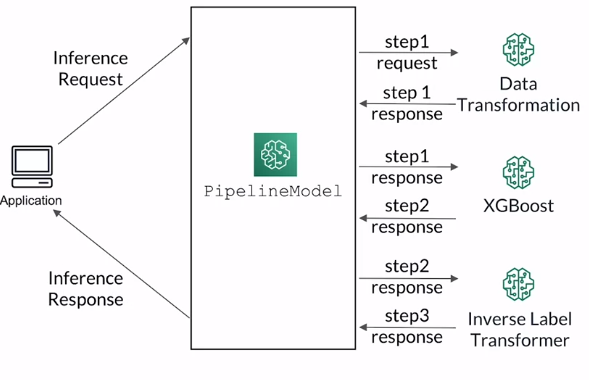 Inference
Request
step1
request
Data
Transformation
step 1
response
PipelineModel
Application
step1
response
XGBoost
step2
response
Inference
Response
step2
response
Inverse Label
Transformer
step3
response